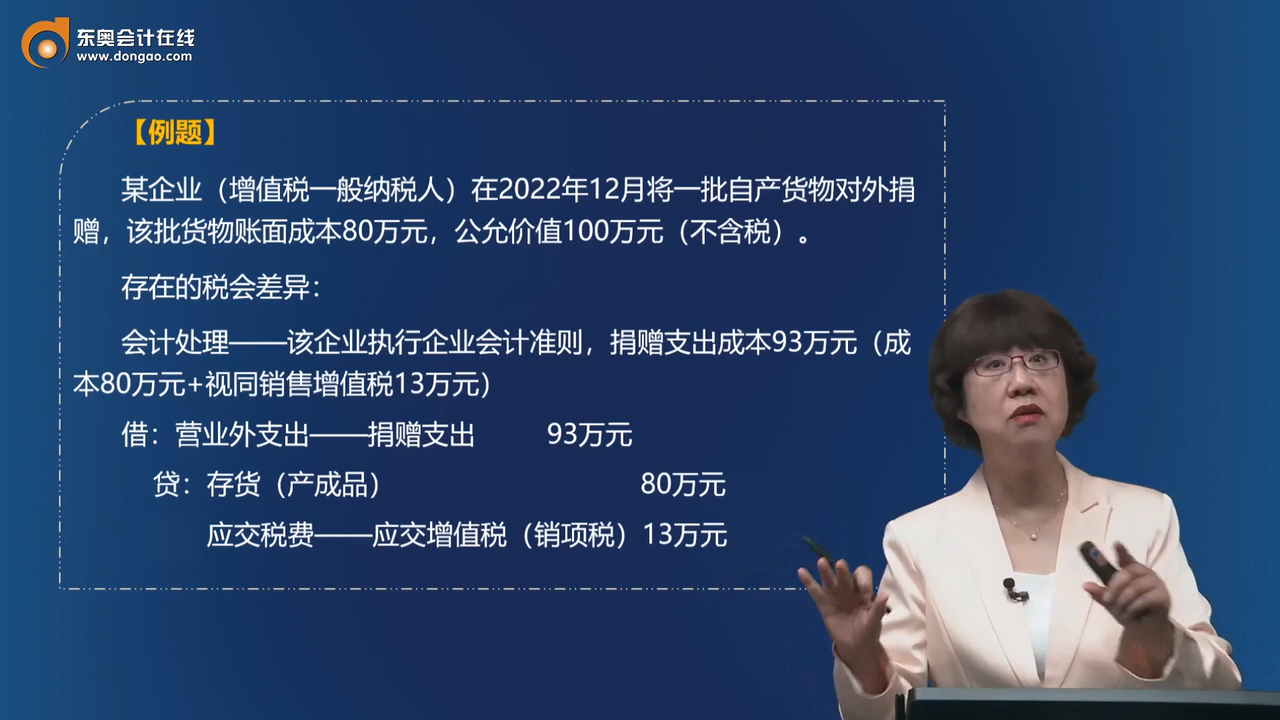 东奥会计在线
www.dongao.com
【例题】
某企业（增值税一般纳税人）在2022年12月将一批自产货物对外捐
赠，该批货物账面成本80万元，公允价值100万元（不含税）。
存在的税会差异：
会计处理——该企业执行企业会计准则，捐赠支出成本93万元（成
本80万元+视同销售增值税13万元）
借：营业外支出——捐赠支出 93万元
贷：存货（产成品） 80万元
应交税费——应交增值税（销项税）13万元